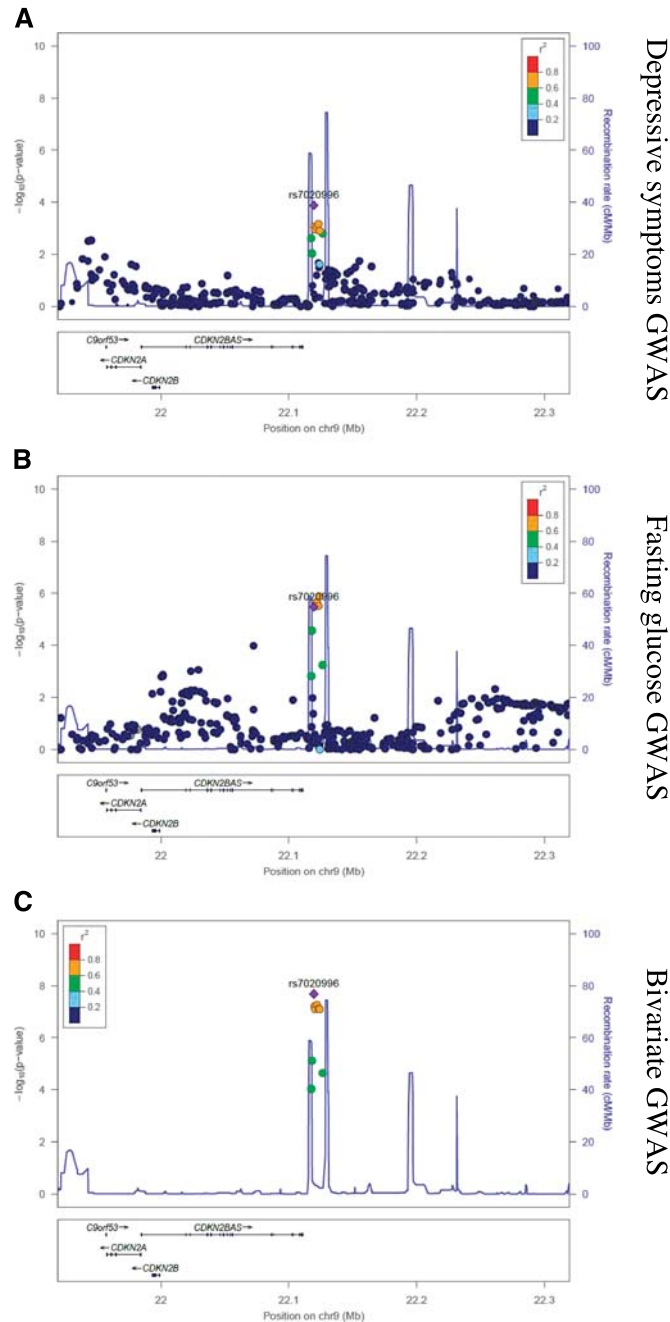 A
Depressive symptoms GWAS
10
8
6
4
2
0
−log₁₀(p−value)
100
80
60
40
20
0
Recombination rate (cM/Mb)
r²
0.8
0.6
0.4
0.2
rs7020996
C9orf53→
CDKN2BAS→
←CDKN2A
←CDKN2B
22 22.1 22.2 22.3
Position on chr9 (Mb)
B
Fasting glucose GWAS
10
8
6
4
2
0
−log₁₀(p−value)
100
80
60
40
20
0
Recombination rate (cM/Mb)
r²
0.8
0.6
0.4
0.2
rs7020996
C9orf53→
CDKN2BAS→
←CDKN2A
←CDKN2B
22 22.1 22.2 22.3
Position on chr9 (Mb)
C
Bivariate GWAS
10
8
6
4
2
0
−log₁₀(p−value)
100
80
60
40
20
0
Recombination rate (cM/Mb)
r²
0.8
0.6
0.4
0.2
rs7020996
C9orf53→
CDKN2BAS→
←CDKN2A
←CDKN2B
22 22.1 22.2 22.3
Position on chr9 (Mb)